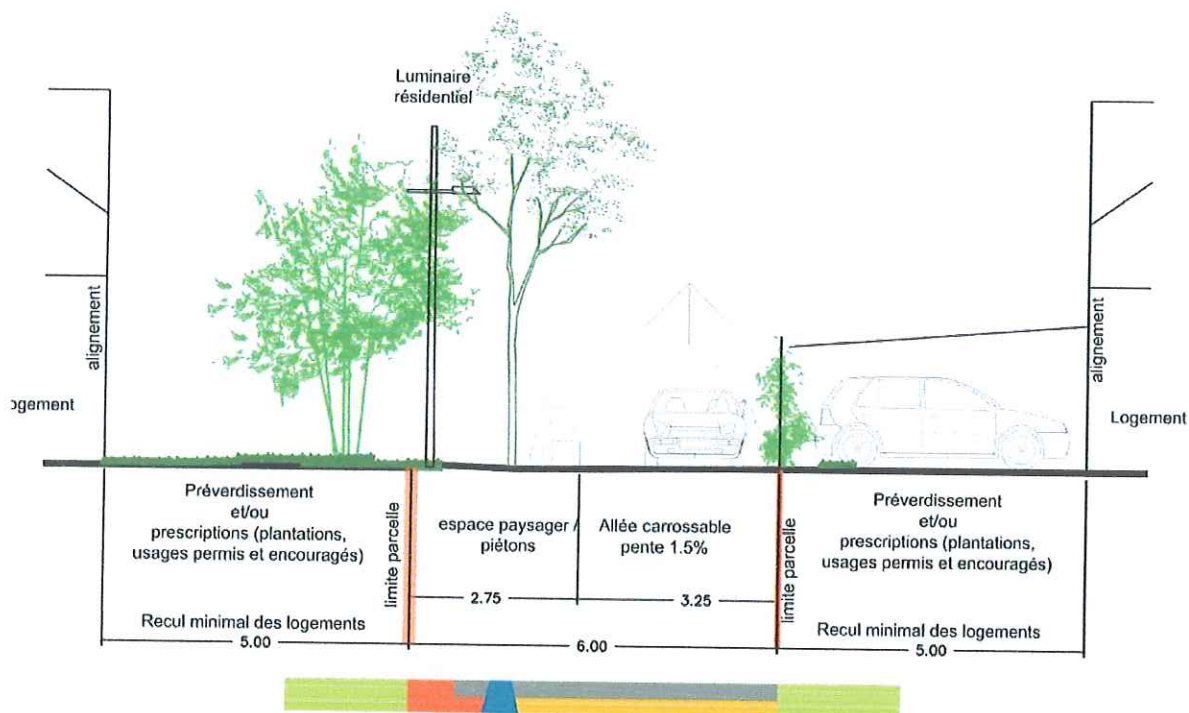 Luminaire
résidentiel
alignement
alignement
Logement
Préverdissement
et/ou
prescriptions (plantations,
usages permis et encouragés)
limite parcelle
espace paysager /
piétons
Allée carrossable
pente 1.5%
limite parcelle
Préverdissement
et/ou
prescriptions (plantations,
usages permis et encouragés)
2.75
3.25
Recul minimal des logements
5.00
6.00
Recul minimal des logements
5.00